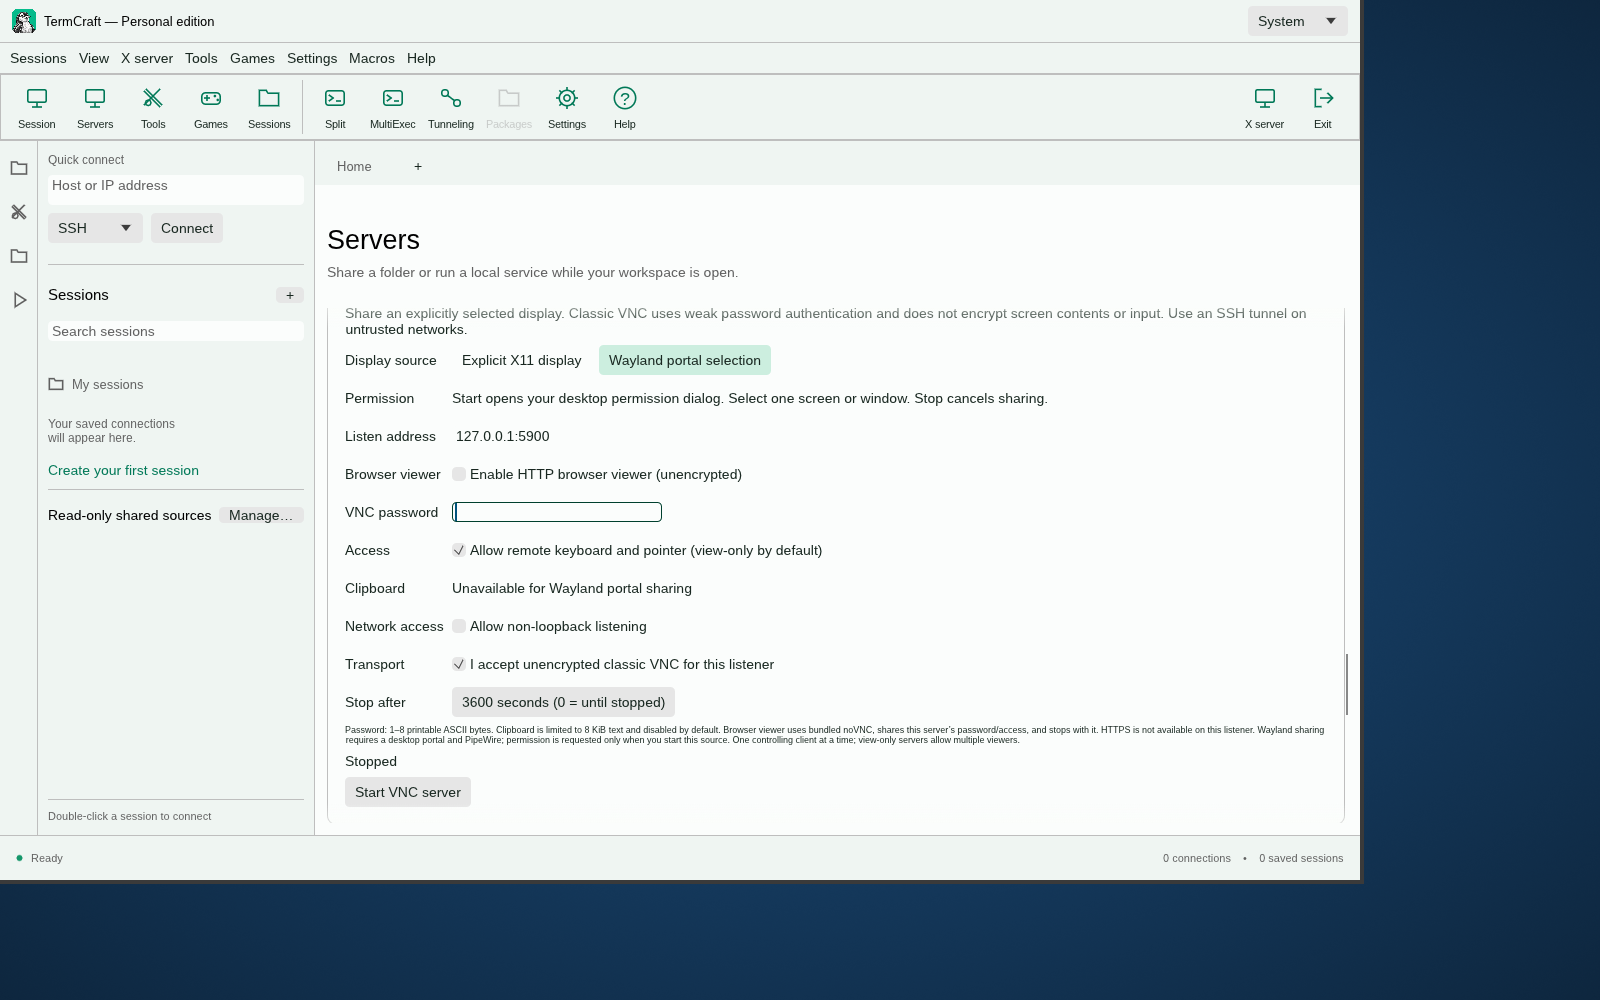 TermCraft — Personal edition
System
Sessions View X server Tools Games Settings Macros Help
Session Servers Tools Games Sessions Split MultiExec Tunneling Packages Settings Help X server Exit
Quick connect
Host or IP address
SSH Connect
Sessions +
Search sessions
My sessions
Your saved connections
will appear here.
Create your first session
Read-only shared sources Manage…
Double-click a session to connect
Home +
Servers
Share a folder or run a local service while your workspace is open.
Share an explicitly selected display. Classic VNC uses weak password authentication and does not encrypt screen contents or input. Use an SSH tunnel on
untrusted networks.
Display source Explicit X11 display Wayland portal selection
Permission Start opens your desktop permission dialog. Select one screen or window. Stop cancels sharing.
Listen address 127.0.0.1:5900
Browser viewer Enable HTTP browser viewer (unencrypted)
VNC password
Access Allow remote keyboard and pointer (view-only by default)
Clipboard Unavailable for Wayland portal sharing
Network access Allow non-loopback listening
Transport I accept unencrypted classic VNC for this listener
Stop after 3600 seconds (0 = until stopped)
Password: 1–8 printable ASCII bytes. Clipboard is limited to 8 KiB text and disabled by default. Browser viewer uses bundled noVNC, shares this server's password/access, and stops with it. HTTPS is not available on this listener. Wayland sharing
requires a desktop portal and PipeWire; permission is requested only when you start this source. One controlling client at a time; view-only servers allow multiple viewers.
Stopped
Start VNC server
Ready
0 connections • 0 saved sessions